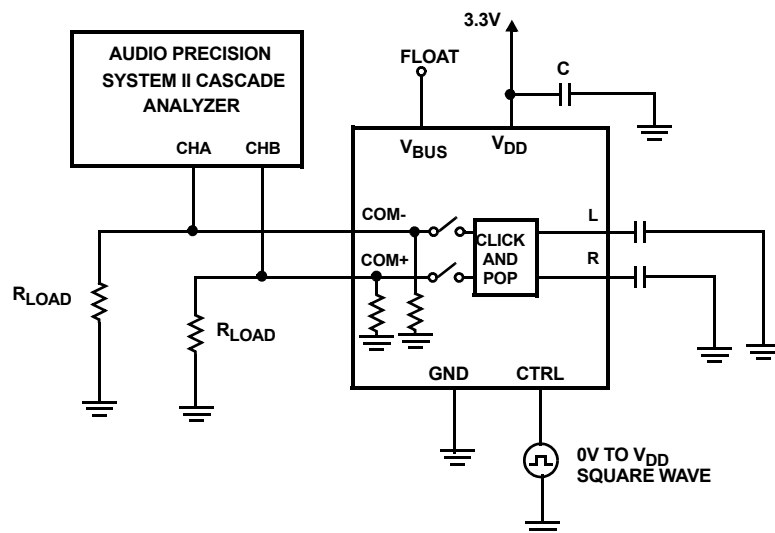 3.3V
AUDIO PRECISION
SYSTEM II CASCADE
ANALYZER
FLOAT
C
CHA CHB
VBUS VDD
COM-
L
CLICK
AND
POP
COM+
R
RLOAD
RLOAD
GND CTRL
0V TO VDD
SQUARE WAVE